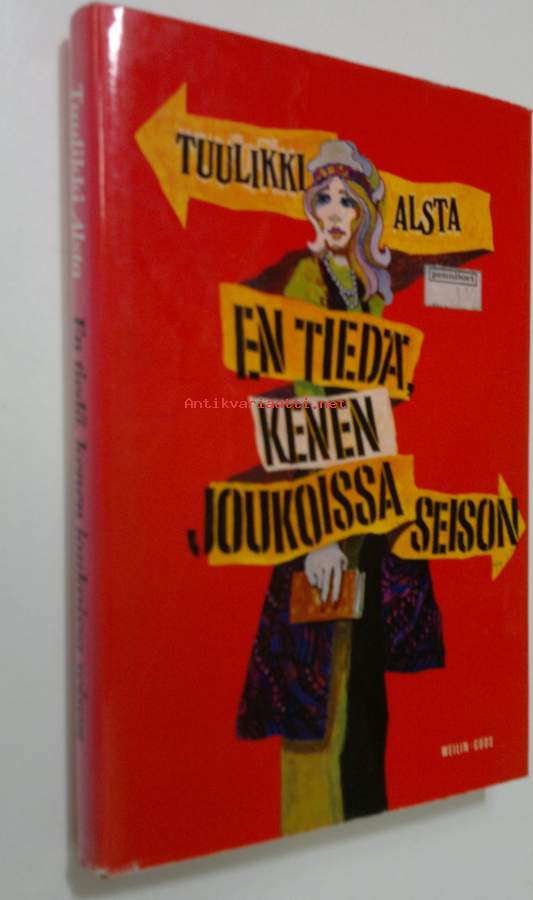 TUULIKKI
ALSTA
EN TIEDÄ,
KENEN
JOUKOISSA
SEISON
WEILIN+GÖÖS
Antikvariaatti.net
Tuulikki Alsta En tiedä, kenen joukoissa seison